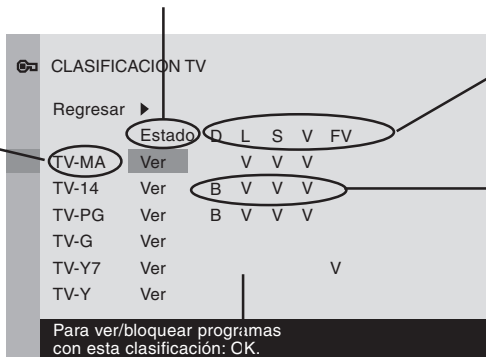 CLASIFICACION TV
Regresar
Estado D L S V FV
TV-MA Ver V V V
TV-14 Ver B V V V
TV-PG Ver B V V V
TV-G Ver
TV-Y7 Ver V
TV-Y Ver
Para ver/bloquear programas
con esta clasificación: OK.